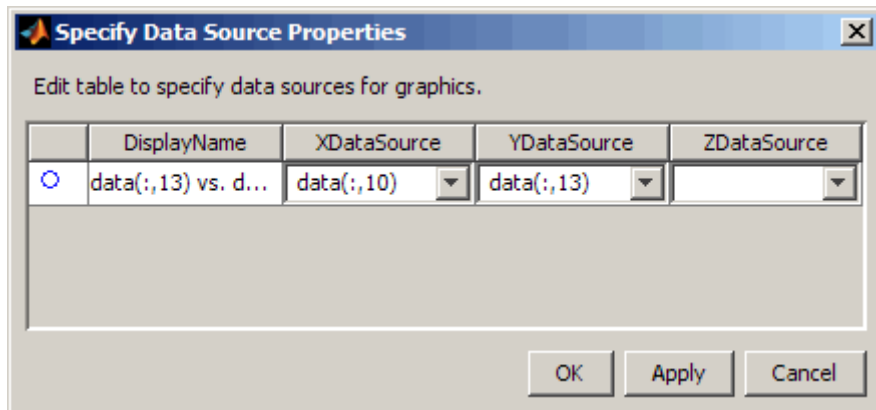 Specify Data Source Properties
Edit table to specify data sources for graphics.
DisplayName XDataSource YDataSource ZDataSource
data(:,13) vs. d... data(:,10) data(:,13)
OK Apply Cancel